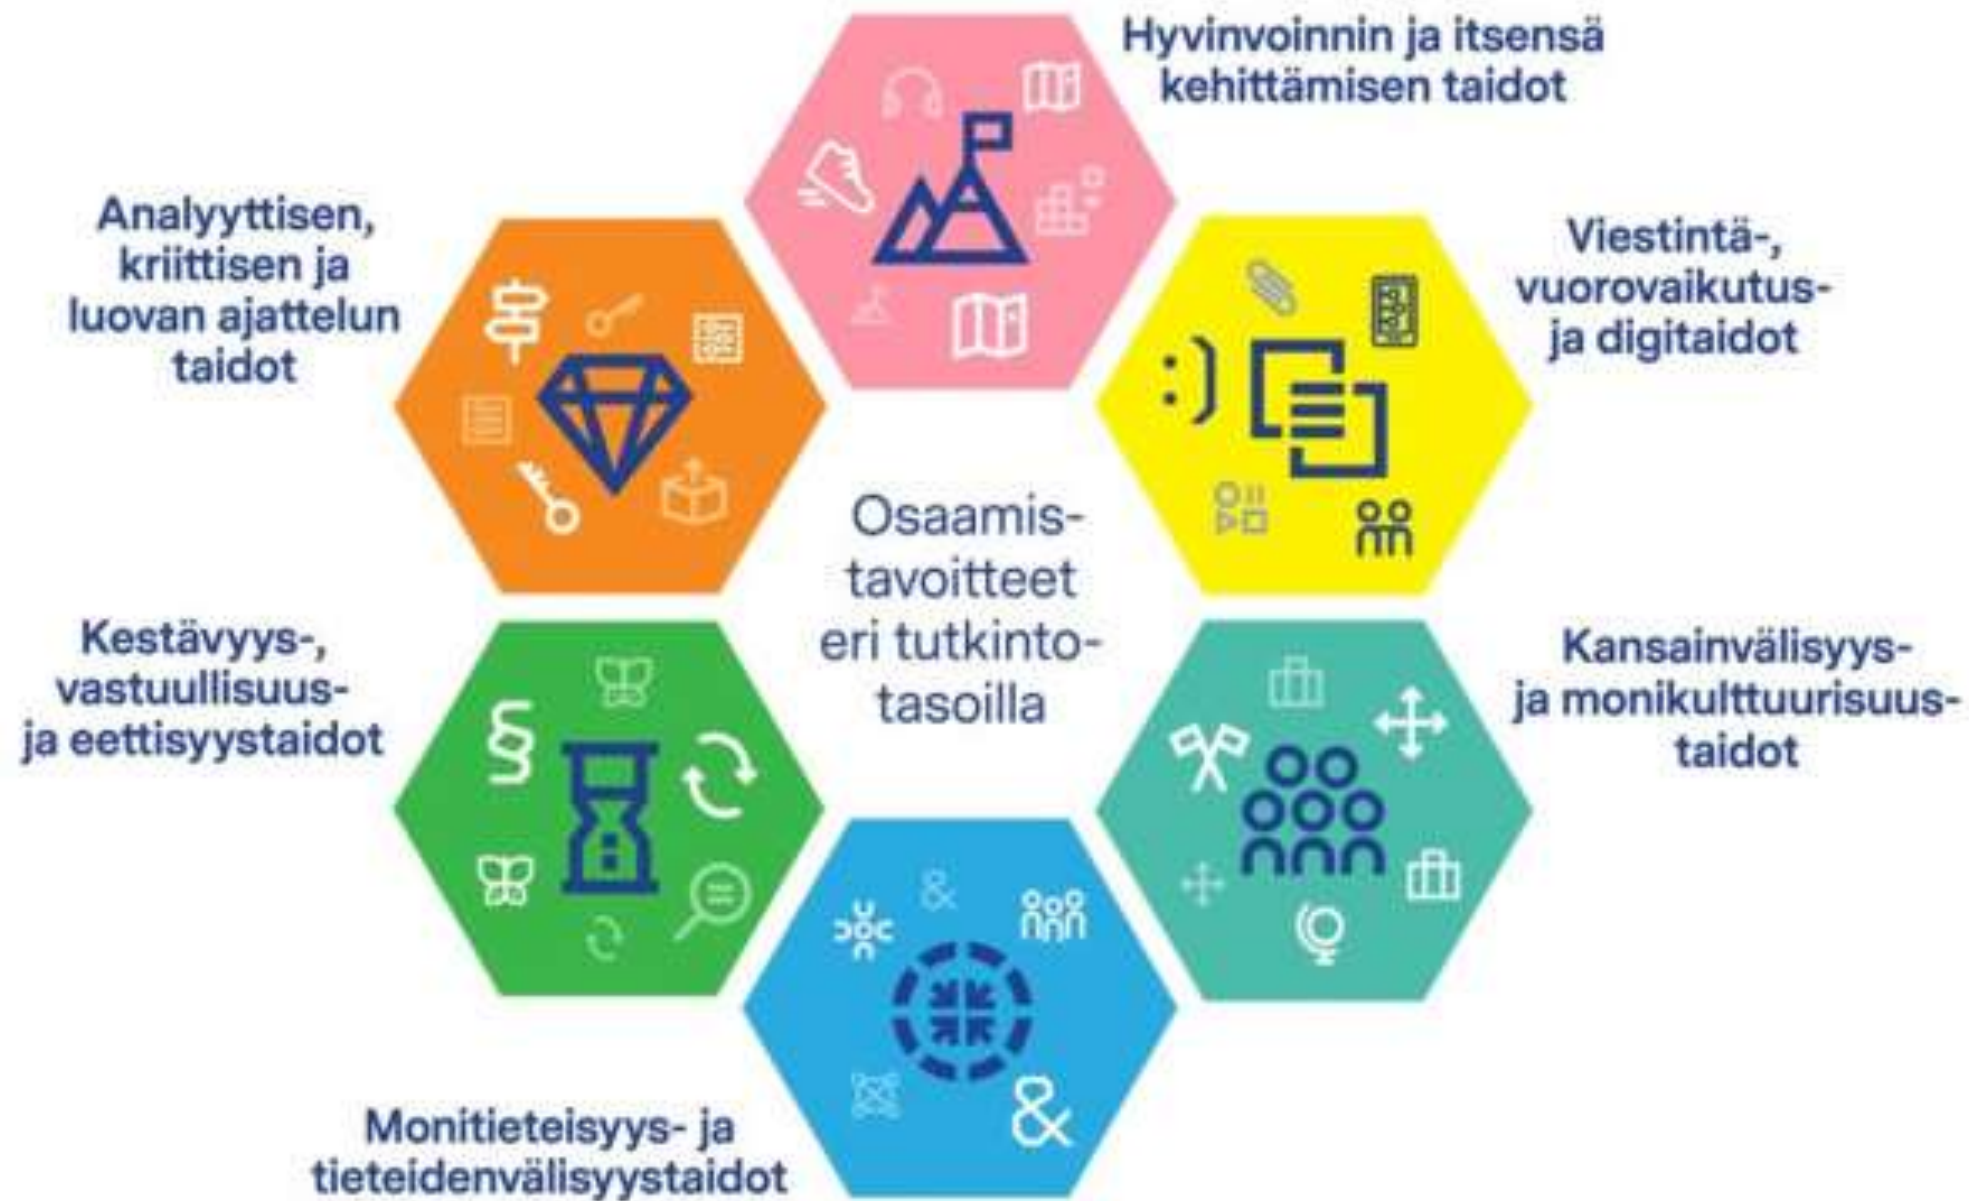 Hyvinvoinnin ja itsensä
kehittämisen taidot
Analyyttisen,
kriittisen ja
luovan ajattelun
taidot
Viestintä-,
vuorovaikutus-
ja digitaidot
:)
Osaamis-
tavoitteet
eri tutkinto-
tasoilla
Kestävyys-,
vastuullisuus-
ja eettisyystaidot
§
Kansainvälisyys-
ja monikulttuurisuus-
taidot
&
&
Monitieteisyys- ja
tieteidenvälisyystaidot